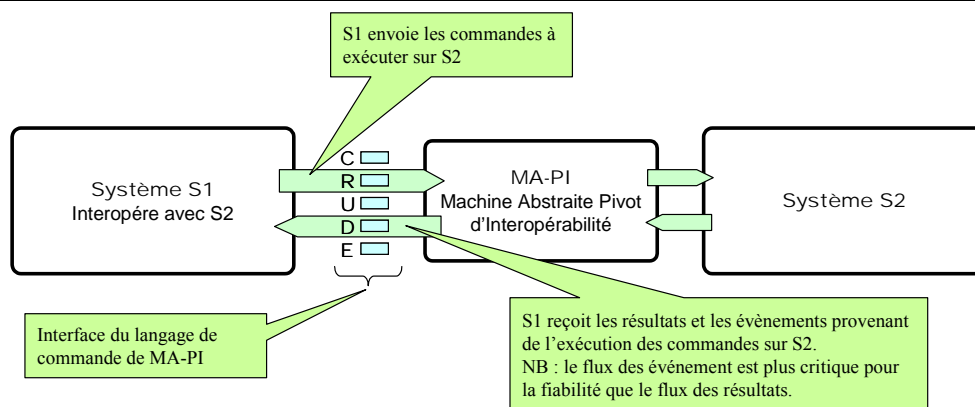 S1 envoie les commandes à
exécuter sur S2
Système S1
Interopére avec S2
C
R
U
D
E
MA-PI
Machine Abstraite Pivot
d'Interopérabilité
Système S2
Interface du langage de
commande de MA-PI
S1 reçoit les résultats et les évènements provenant
de l'exécution des commandes sur S2.
NB : le flux des événement est plus critique pour
la fiabilité que le flux des résultats.